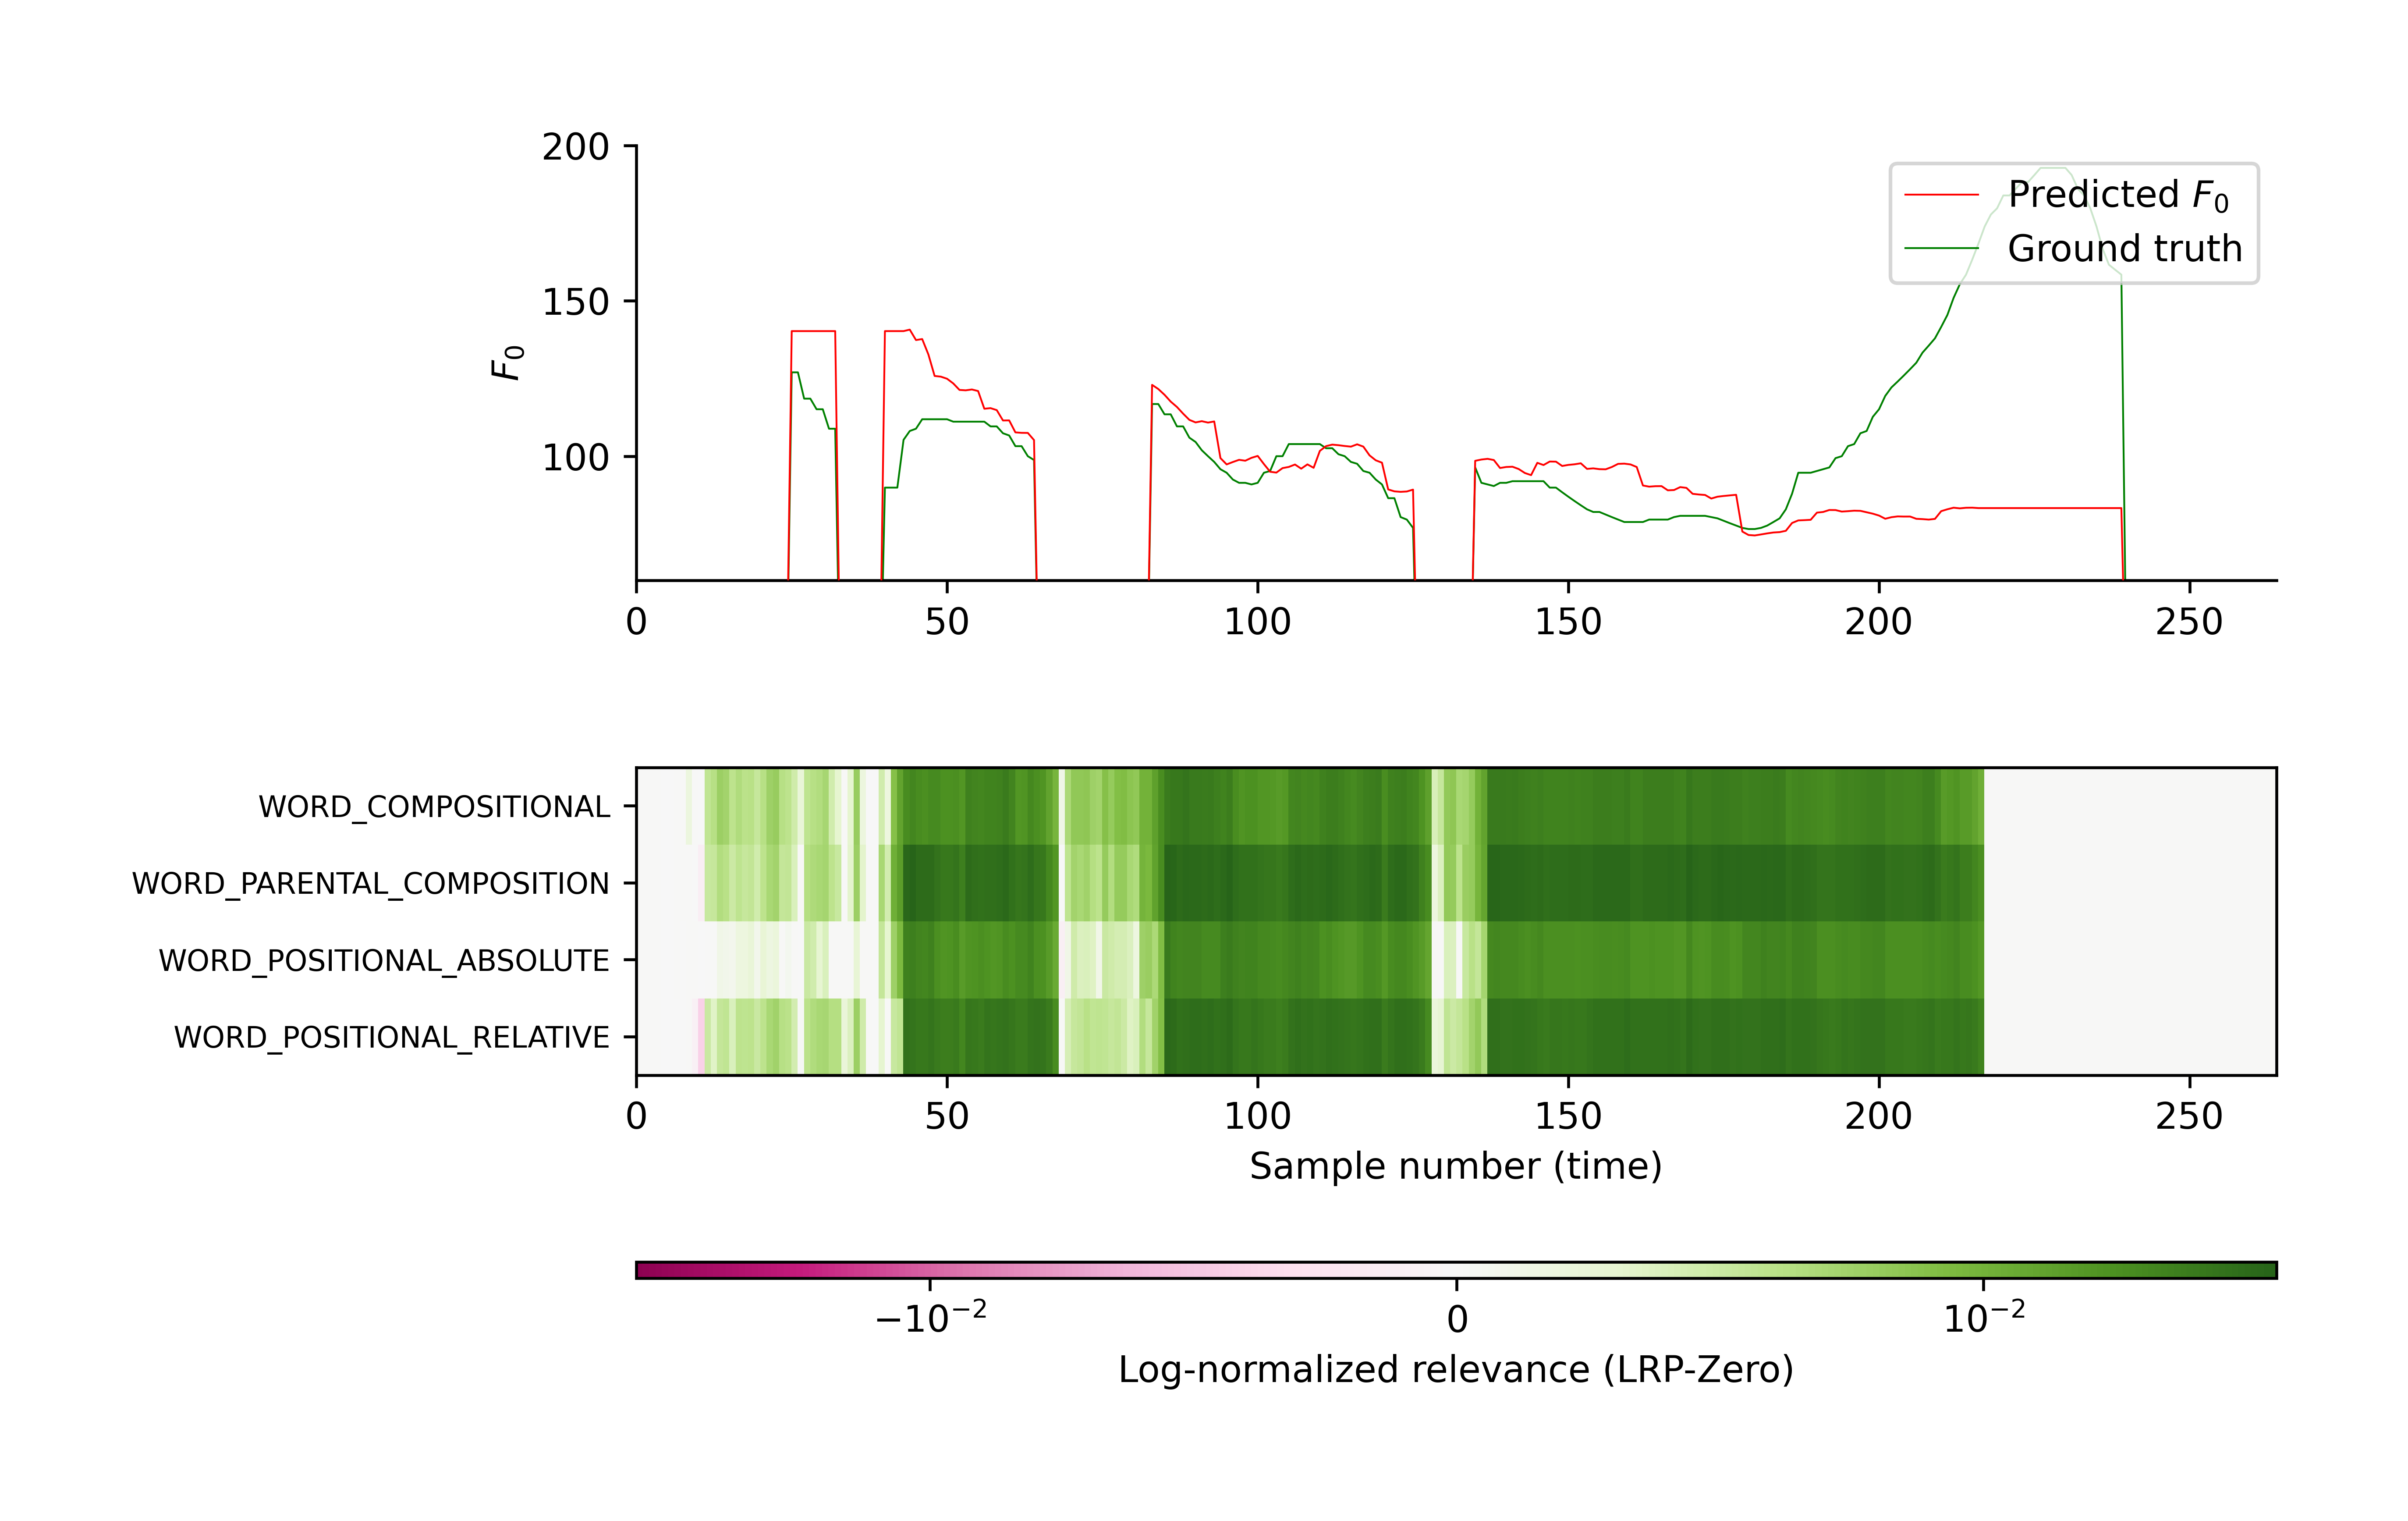 200
150
100
F₀
Predicted F₀
Ground truth
0 50 100 150 200 250
WORD_COMPOSITIONAL
WORD_PARENTAL_COMPOSITION
WORD_POSITIONAL_ABSOLUTE
WORD_POSITIONAL_RELATIVE
0 50 100 150 200 250
Sample number (time)
−10⁻² 0 10⁻²
Log-normalized relevance (LRP-Zero)